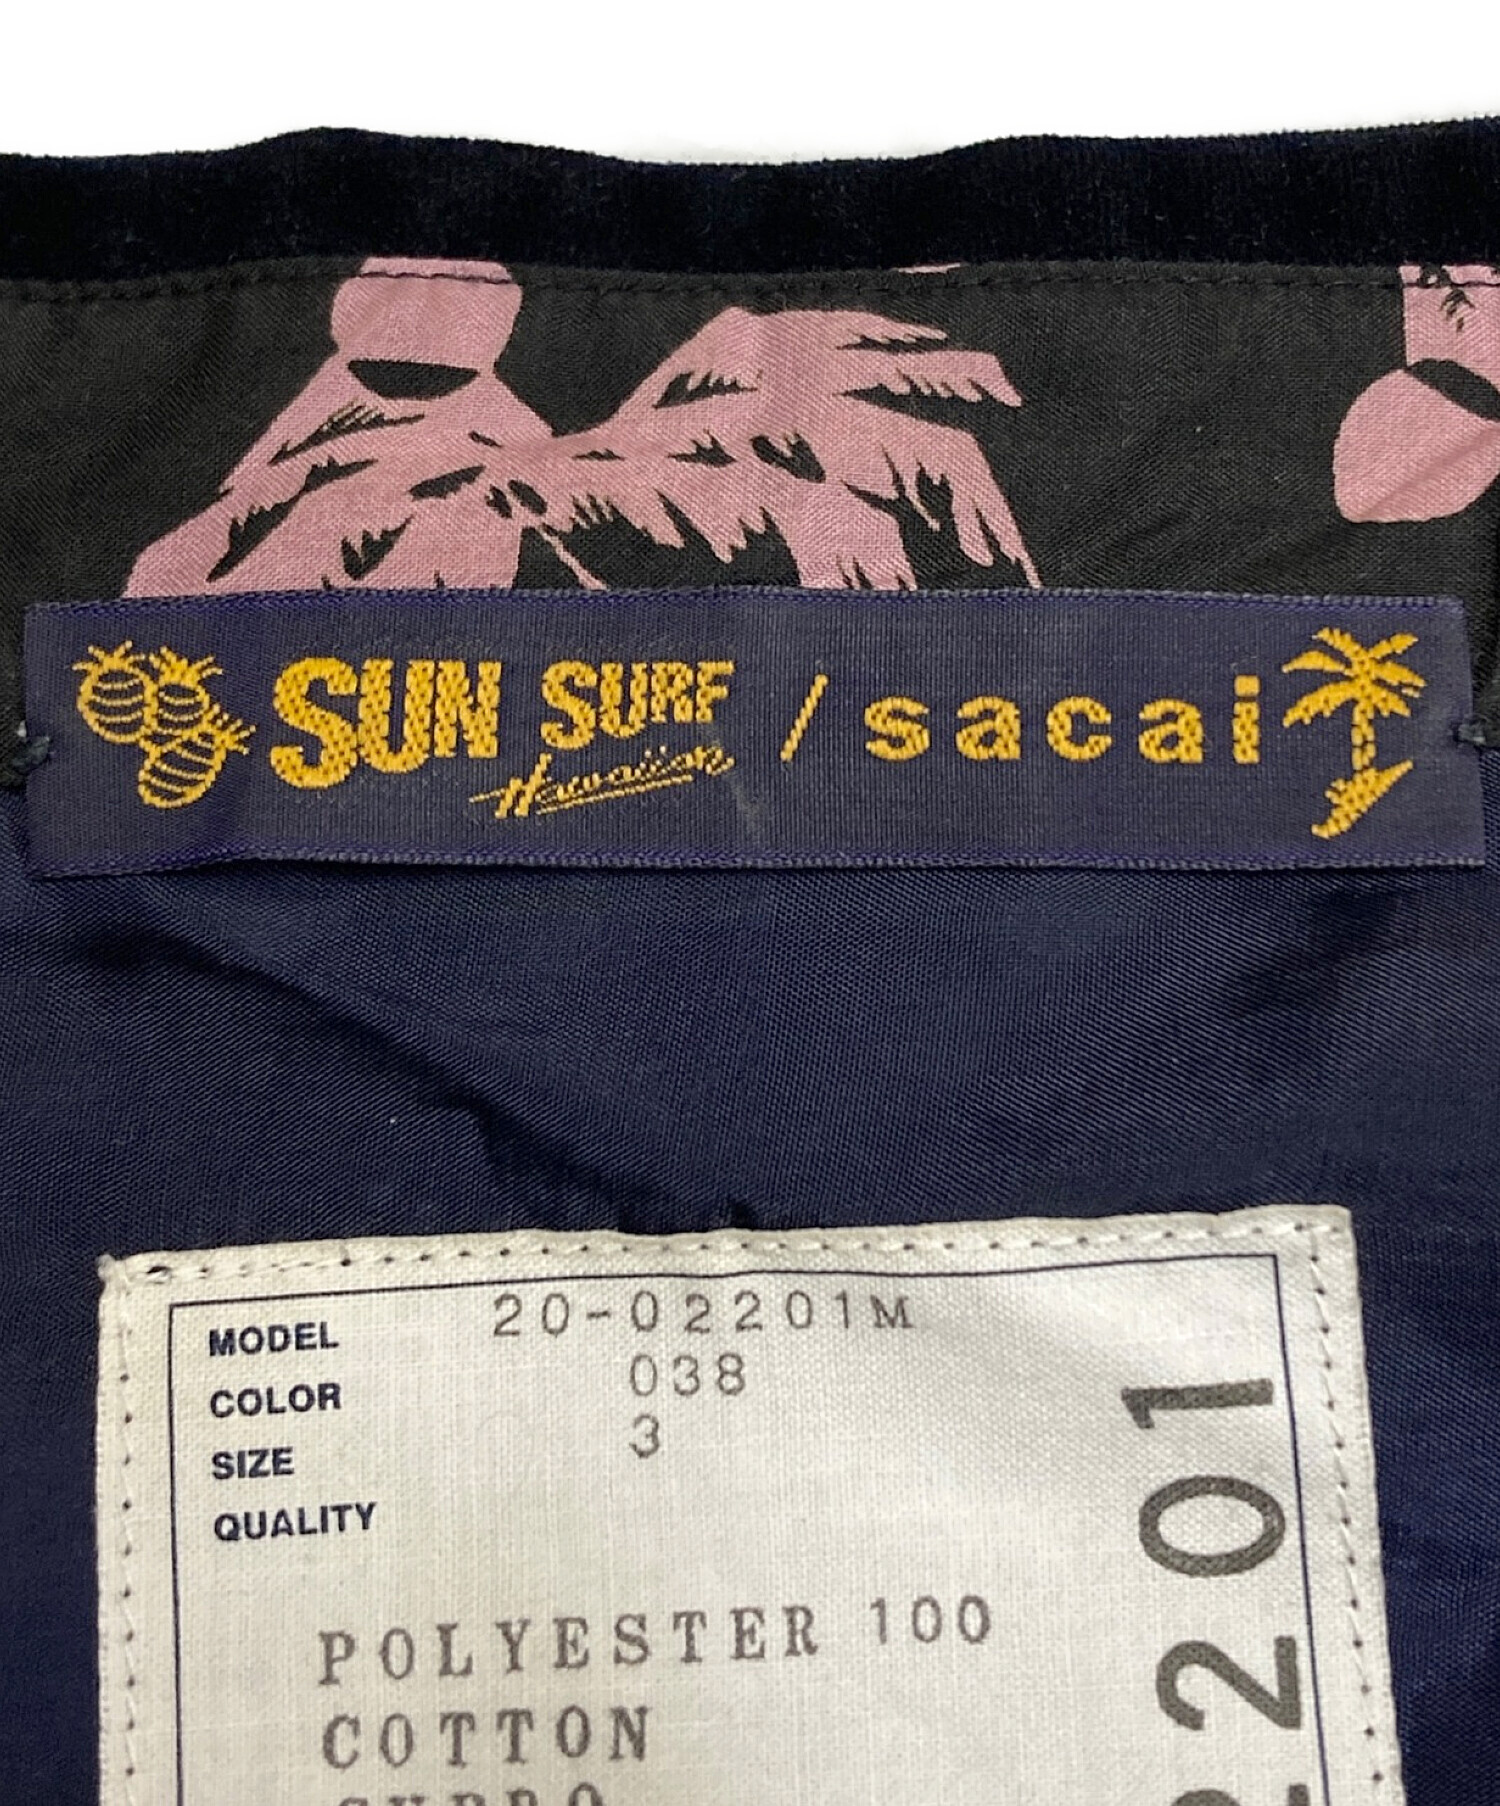 SUN SURF / sacai
Hawaiian
MODEL 20-02201M
COLOR 038
SIZE 3
QUALITY
POLYESTER 100
COTTON
2201